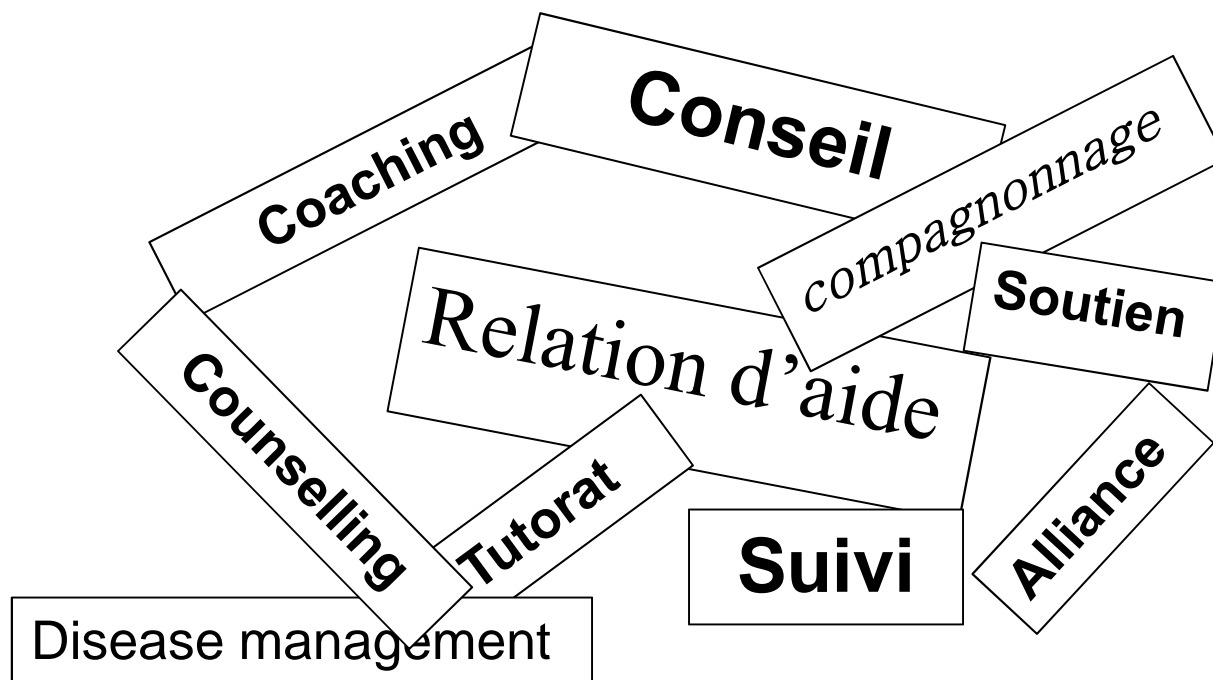 Conseil
Coaching
compagnonnage
Relation d’aide
Soutien
Counselling
Tutorat
Suivi
Alliance
Disease management